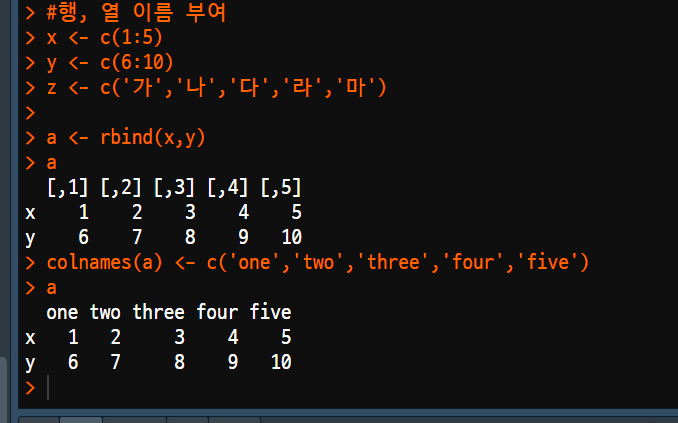 > #행, 열 이름 부여
> x <- c(1:5)
> y <- c(6:10)
> z <- c('가','나','다','라','마')
>
> a <- rbind(x,y)
> a
  [,1] [,2] [,3] [,4] [,5]
x    1    2    3    4    5
y    6    7    8    9   10
> colnames(a) <- c('one','two','three','four','five')
> a
  one two three four five
x   1   2     3    4    5
y   6   7     8    9   10
>